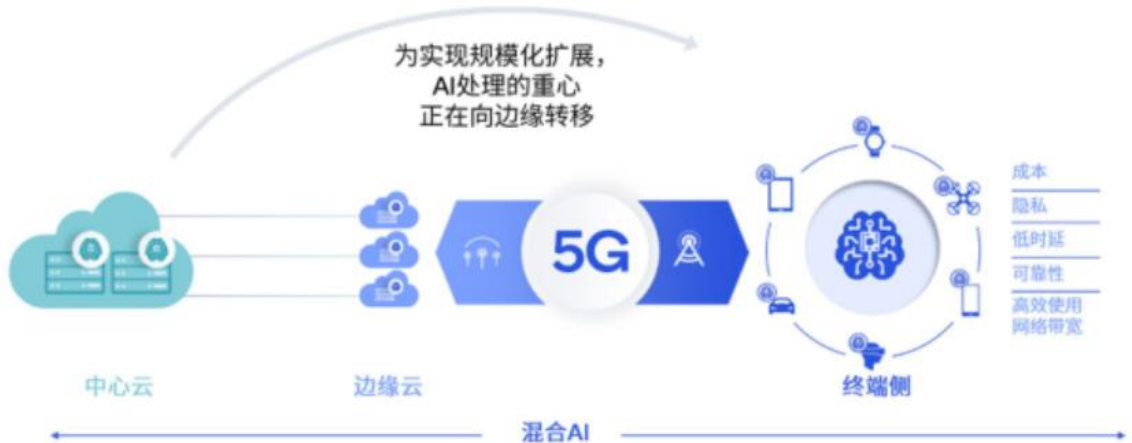 为实现规模化扩展，
AI处理的重心
正在向边缘转移
5G
成本
隐私
低时延
可靠性
高效使用
网络带宽
中心云
边缘云
终端侧
混合AI